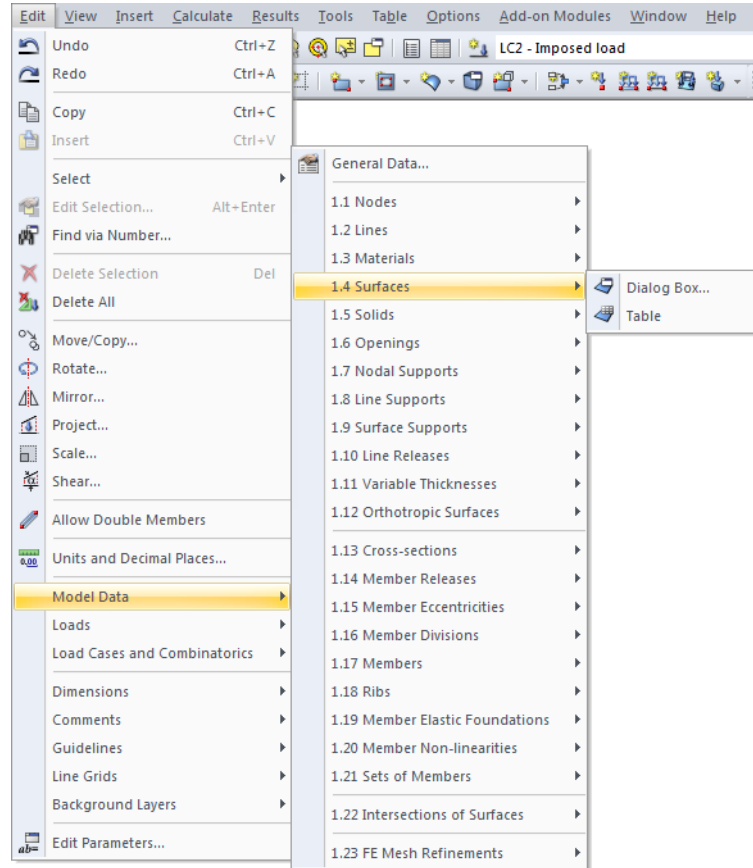 Edit View Insert Calculate Results Tools Table Options Add-on Modules Window Help
LC2 - Imposed load
Undo Ctrl+Z
Redo Ctrl+A
Copy Ctrl+C
Insert Ctrl+V
Select
Edit Selection... Alt+Enter
Find via Number...
Delete Selection Del
Delete All
Move/Copy...
Rotate...
Mirror...
Project...
Scale...
Shear...
Allow Double Members
0,00 Units and Decimal Places...
Model Data
Loads
Load Cases and Combinatorics
Dimensions
Comments
Guidelines
Line Grids
Background Layers
ab= Edit Parameters...
General Data...
1.1 Nodes
1.2 Lines
1.3 Materials
1.4 Surfaces
1.5 Solids
1.6 Openings
1.7 Nodal Supports
1.8 Line Supports
1.9 Surface Supports
1.10 Line Releases
1.11 Variable Thicknesses
1.12 Orthotropic Surfaces
1.13 Cross-sections
1.14 Member Releases
1.15 Member Eccentricities
1.16 Member Divisions
1.17 Members
1.18 Ribs
1.19 Member Elastic Foundations
1.20 Member Non-linearities
1.21 Sets of Members
1.22 Intersections of Surfaces
1.23 FE Mesh Refinements
Dialog Box...
Table